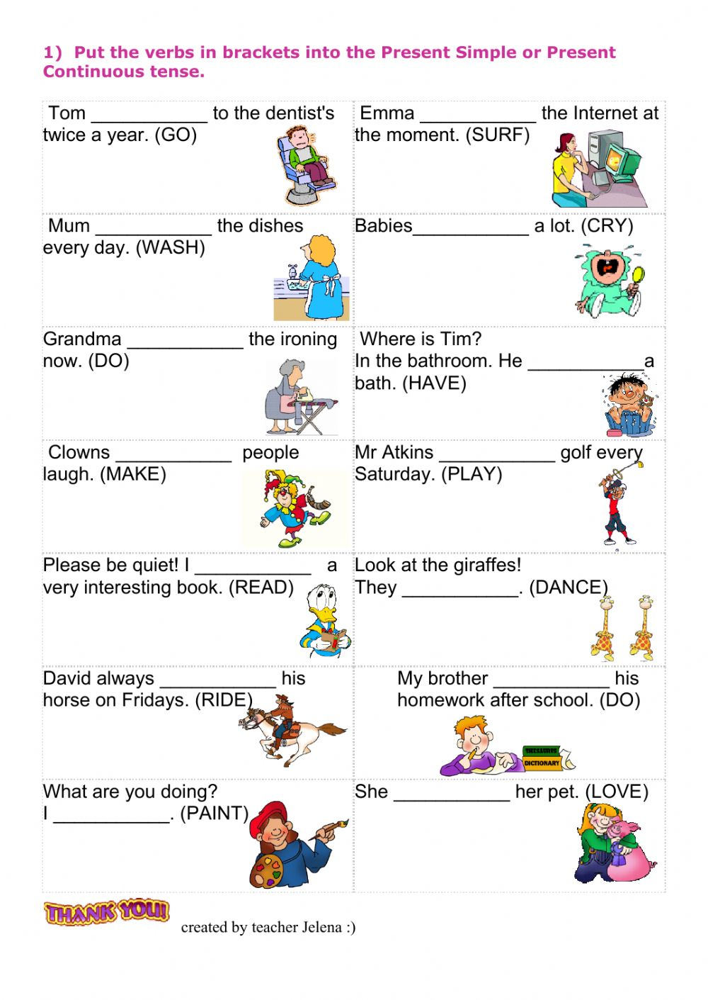 1)  Put the verbs in brackets into the Present Simple or Present
Continuous tense.
Tom ___________ to the dentist's
twice a year. (GO)
Emma ___________ the Internet at
the moment. (SURF)
Mum _____________ the dishes
every day. (WASH)
Babies___________ a lot. (CRY)
Grandma ___________ the ironing
now. (DO)
Where is Tim?
In the bathroom. He ___________a
bath. (HAVE)
Clowns _____________ people
laugh. (MAKE)
Mr Atkins ___________ golf every
Saturday. (PLAY)
Please be quiet! I ___________ a
very interesting book. (READ)
Look at the giraffes!
They ___________. (DANCE)
David always ___________ his
horse on Fridays. (RIDE)
My brother ___________ his
homework after school. (DO)
THESAURUS
DICTIONARY
What are you doing?
I ___________. (PAINT)
She ___________ her pet. (LOVE)
THANK YOU!
created by teacher Jelena :)